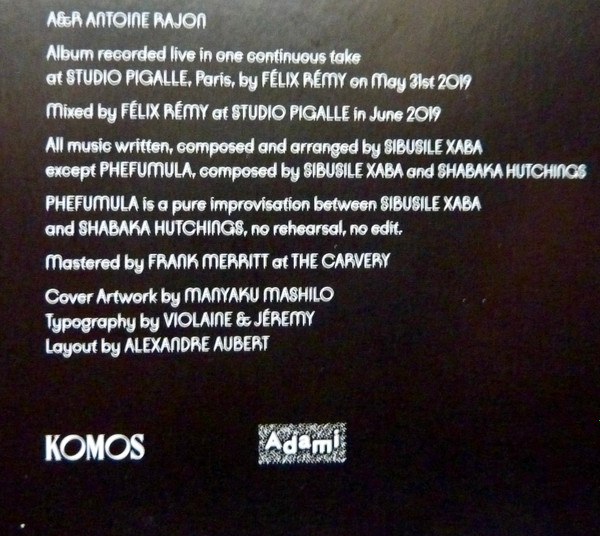 A&R ANTOINE RAJON
Album recorded live in one continuous take
at STUDIO PIGALLE, Paris, by FÉLIX RÉMY on May 31st 2019
Mixed by FÉLIX RÉMY at STUDIO PIGALLE in June 2019
All music written, composed and arranged by SIBUSILE XABA
except PHEFUMULA, composed by SIBUSILE XABA and SHABAKA HUTCHINGS
PHEFUMULA is a pure improvisation between SIBUSILE XABA
and SHABAKA HUTCHINGS, no rehearsal, no edit.
Mastered by FRANK MERRITT at THE CARVERY
Cover Artwork by MANYAKU MASHILO
Typography by VIOLAINE & JÉREMY
Layout by ALEXANDRE AUBERT
KOMOS
Adami